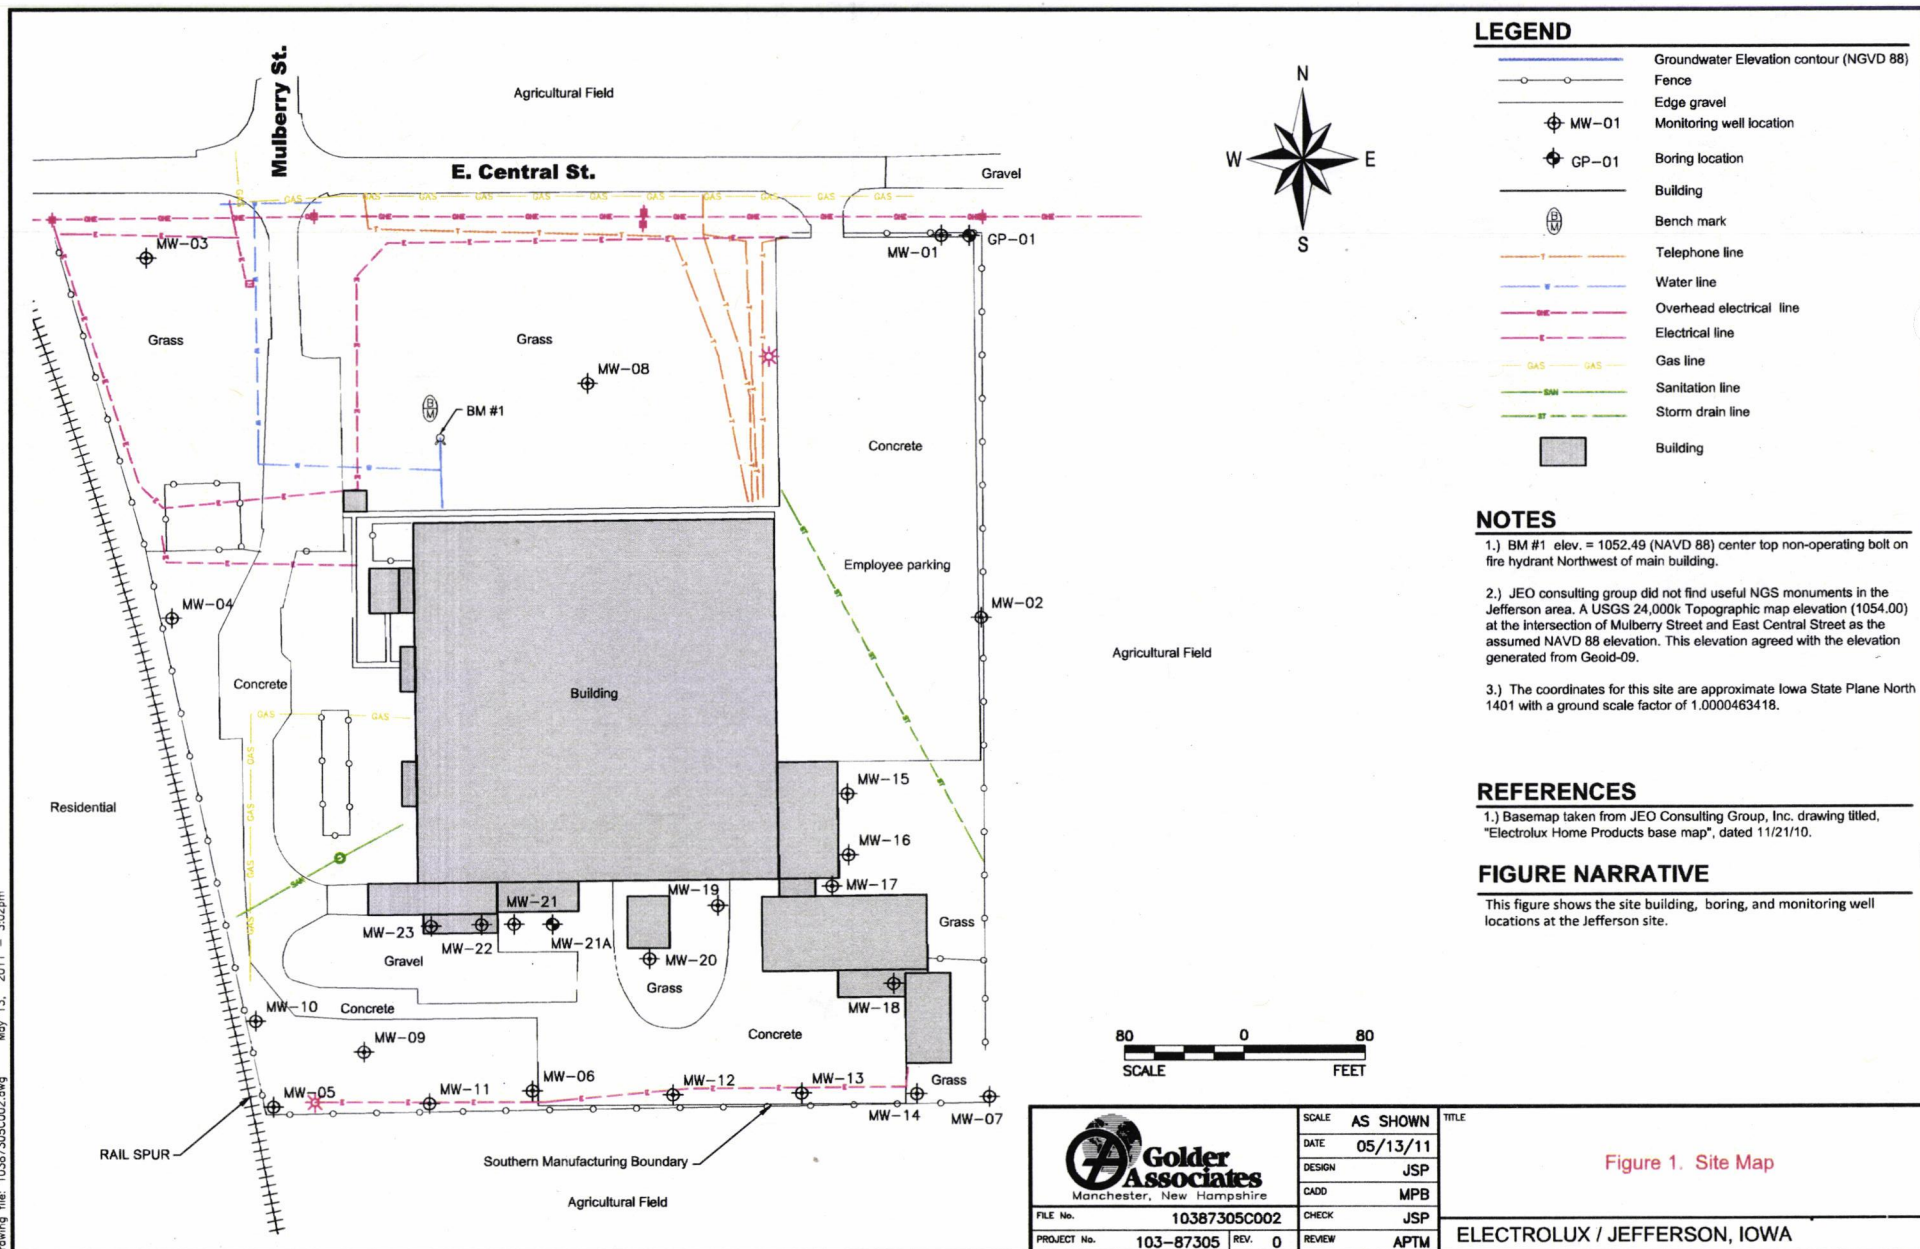 Mulberry St.
Agricultural Field
E. Central St.
Gravel
N
W
E
S
MW-03
MW-01
GP-01
Grass
Grass
MW-08
BM #1
B
M
Concrete
Employee parking
MW-02
MW-04
Agricultural Field
Concrete
Building
GAS
GAS
Residential
MW-15
MW-16
MW-17
MW-19
MW-21
MW-23
MW-22
MW-21A
Grass
MW-20
Gravel
Grass
MW-18
MW-10
Concrete
Concrete
MW-09
MW-05
MW-11
MW-06
MW-12
MW-13
Grass
MW-14
MW-07
RAIL SPUR
Southern Manufacturing Boundary
Agricultural Field
80 0 80
SCALE FEET
LEGEND
Groundwater Elevation contour (NGVD 88)
Fence
Edge gravel
MW-01 Monitoring well location
GP-01 Boring location
Building
B
M
Bench mark
T Telephone line
W Water line
OHE Overhead electrical line
E Electrical line
GAS GAS Gas line
SAN Sanitation line
ST Storm drain line
Building
NOTES
1.) BM #1 elev. = 1052.49 (NAVD 88) center top non-operating bolt on
fire hydrant Northwest of main building.
2.) JEO consulting group did not find useful NGS monuments in the
Jefferson area. A USGS 24,000k Topographic map elevation (1054.00)
at the intersection of Mulberry Street and East Central Street as the
assumed NAVD 88 elevation. This elevation agreed with the elevation
generated from Geoid-09.
3.) The coordinates for this site are approximate Iowa State Plane North
1401 with a ground scale factor of 1.0000463418.
REFERENCES
1.) Basemap taken from JEO Consulting Group, Inc. drawing titled,
"Electrolux Home Products base map", dated 11/21/10.
FIGURE NARRATIVE
This figure shows the site building, boring, and monitoring well
locations at the Jefferson site.
Golder
Associates
Manchester, New Hampshire
FILE No. 10387305C002
PROJECT No. 103-87305 REV. 0
SCALE AS SHOWN
DATE 05/13/11
DESIGN JSP
CADD MPB
CHECK JSP
REVIEW APTM
TITLE
Figure 1. Site Map
ELECTROLUX / JEFFERSON, IOWA